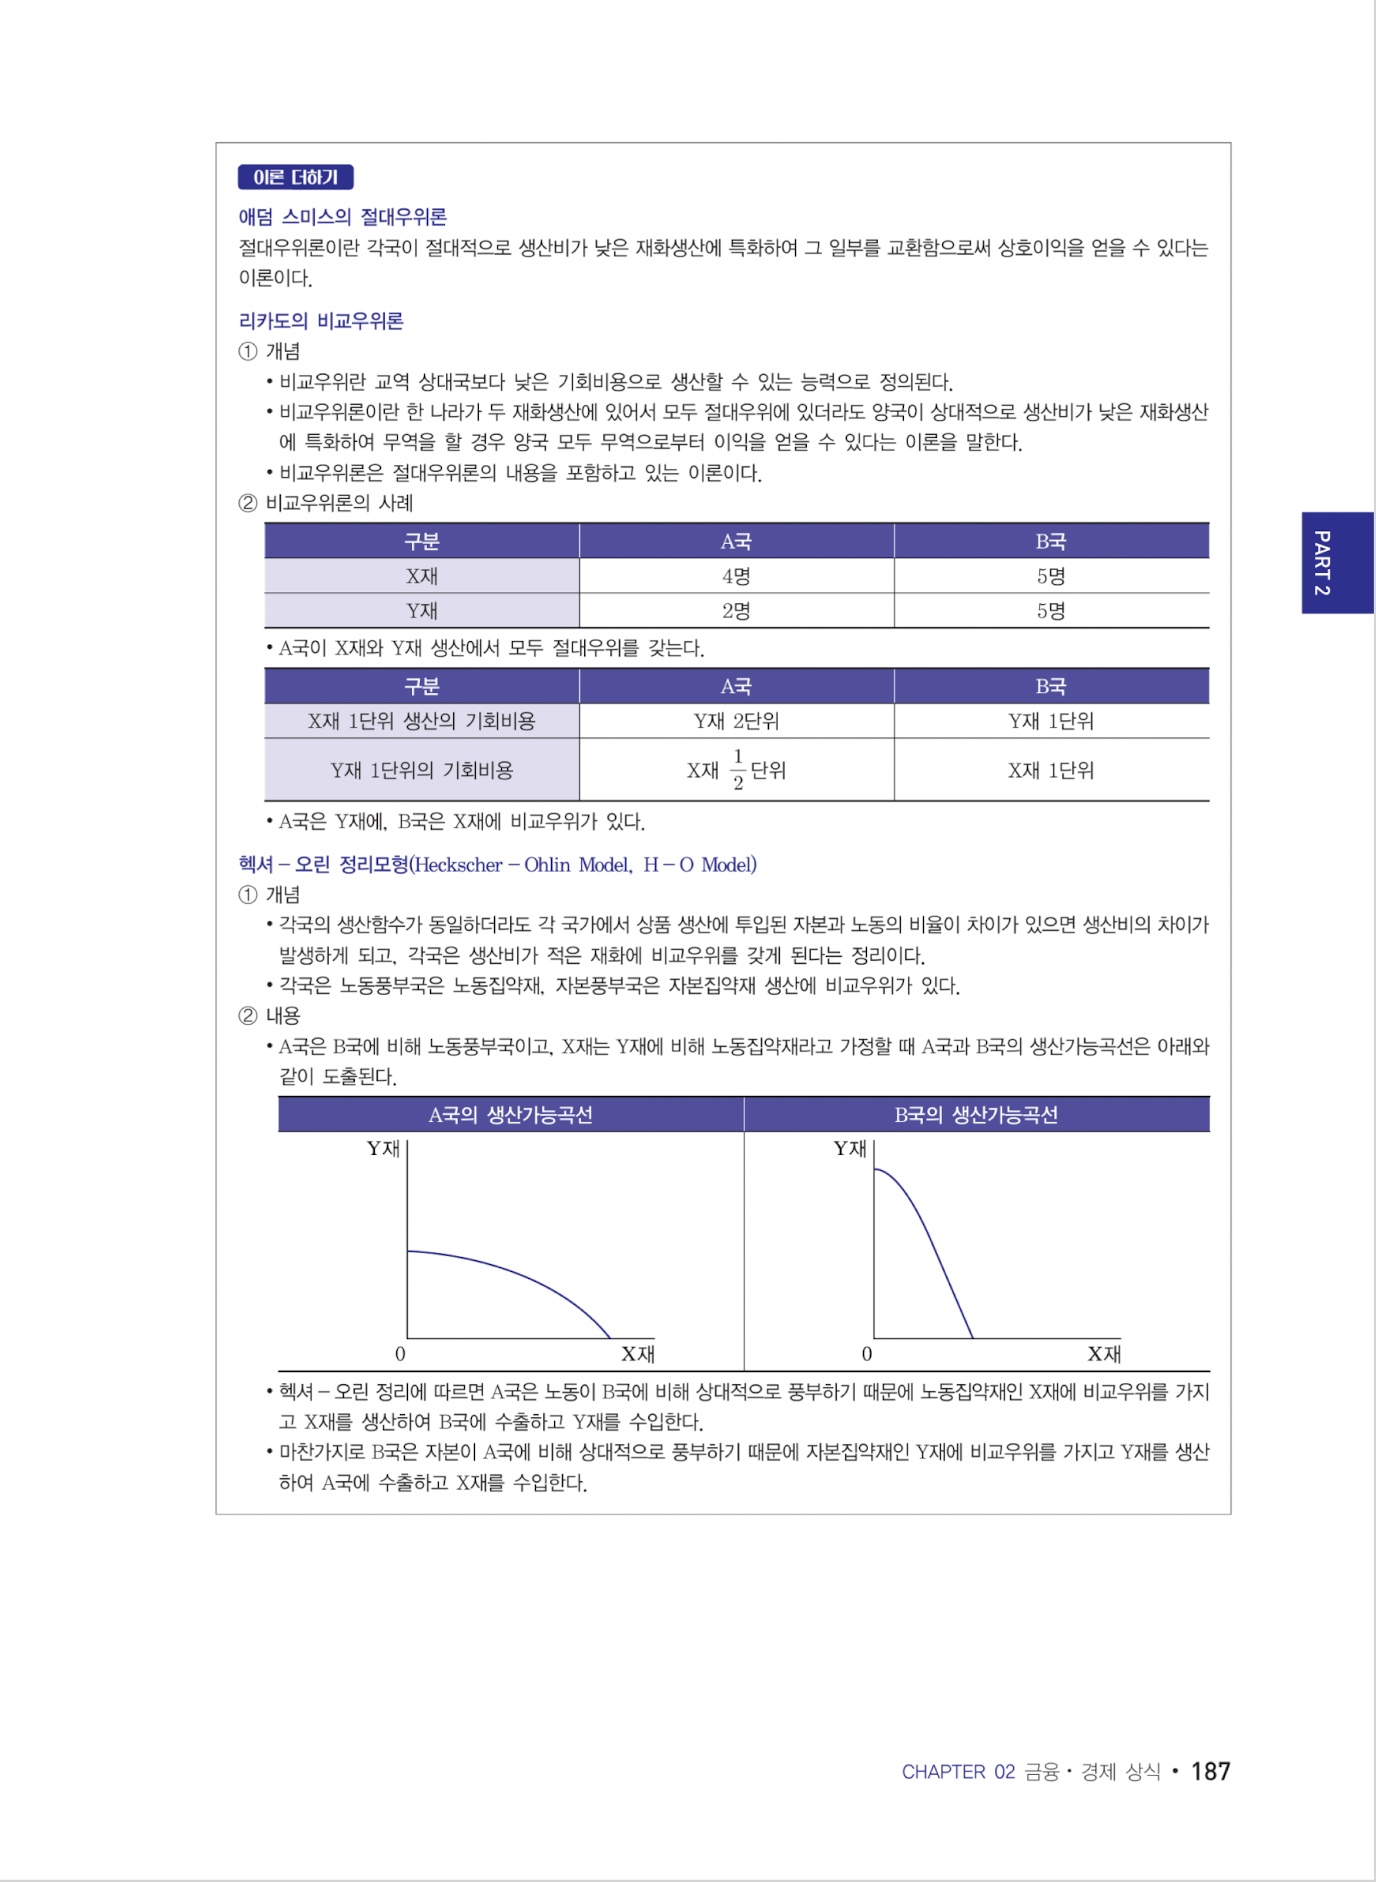 이론 더하기
애덤 스미스의 절대우위론
절대우위론이란 각국이 절대적으로 생산비가 낮은 재화생산에 특화하여 그 일부를 교환함으로써 상호이익을 얻을 수 있다는
이론이다.
리카도의 비교우위론
① 개념
• 비교우위란 교역 상대국보다 낮은 기회비용으로 생산할 수 있는 능력으로 정의된다.
• 비교우위론이란 한 나라가 두 재화생산에 있어서 모두 절대우위에 있더라도 양국이 상대적으로 생산비가 낮은 재화생산
에 특화하여 무역을 할 경우 양국 모두 무역으로부터 이익을 얻을 수 있다는 이론을 말한다.
• 비교우위론은 절대우위론의 내용을 포함하고 있는 이론이다.
② 비교우위론의 사례
구분 A국 B국
X재 4명 5명
Y재 2명 5명
• A국이 X재와 Y재 생산에서 모두 절대우위를 갖는다.
구분 A국 B국
X재 1단위 생산의 기회비용 Y재 2단위 Y재 1단위
Y재 1단위의 기회비용 X재 1/2 단위 X재 1단위
• A국은 Y재에, B국은 X재에 비교우위가 있다.
헥셔-오린 정리모형(Heckscher-Ohlin Model, H-O Model)
① 개념
• 각국의 생산함수가 동일하더라도 각 국가에서 상품 생산에 투입된 자본과 노동의 비율이 차이가 있으면 생산비의 차이가
발생하게 되고, 각국은 생산비가 적은 재화에 비교우위를 갖게 된다는 정리이다.
• 각국은 노동풍부국은 노동집약재, 자본풍부국은 자본집약재 생산에 비교우위가 있다.
② 내용
• A국은 B국에 비해 노동풍부국이고, X재는 Y재에 비해 노동집약재라고 가정할 때 A국과 B국의 생산가능곡선은 아래와
같이 도출된다.
A국의 생산가능곡선 B국의 생산가능곡선
Y재 Y재
0 X재 0 X재
• 헥셔-오린 정리에 따르면 A국은 노동이 B국에 비해 상대적으로 풍부하기 때문에 노동집약재인 X재에 비교우위를 가지
고 X재를 생산하여 B국에 수출하고 Y재를 수입한다.
• 마찬가지로 B국은 자본이 A국에 비해 상대적으로 풍부하기 때문에 자본집약재인 Y재에 비교우위를 가지고 Y재를 생산
하여 A국에 수출하고 X재를 수입한다.
PART 2
CHAPTER 02 금융·경제 상식 • 187